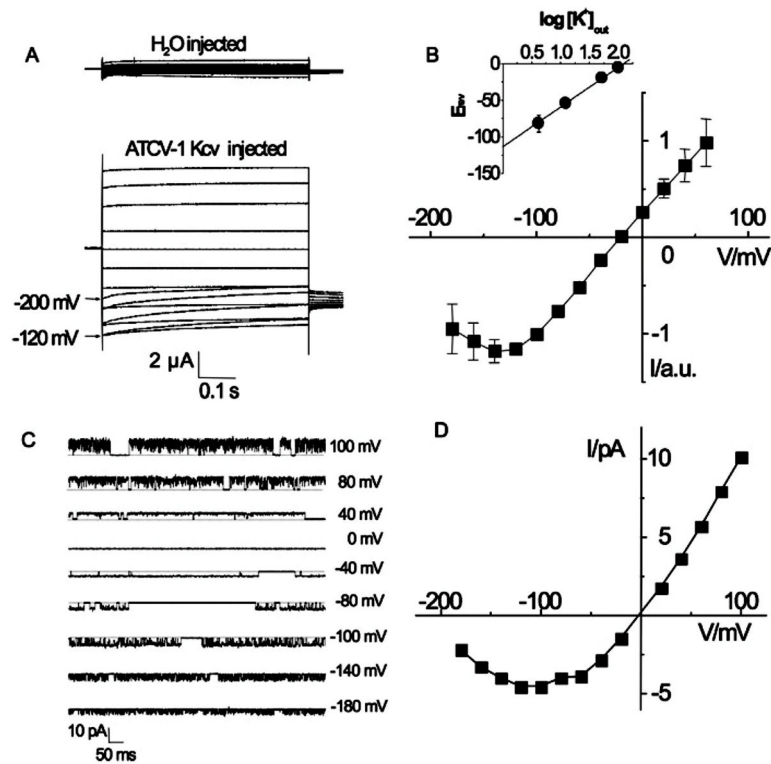 A
H₂O injected
ATCV-1 Kcv injected
-200 mV
-120 mV
2 µA
0.1 s
B
log [K⁺]out
0.5 1.0 1.5 2.0
0
-50
-100
-150
Erev
1
-200 -100 100
0 V/mV
-1
I/a.u.
C
100 mV
80 mV
40 mV
0 mV
-40 mV
-80 mV
-100 mV
-140 mV
-180 mV
10 pA
50 ms
D
I/pA
10
5
-200 -100 0 100
V/mV
-5